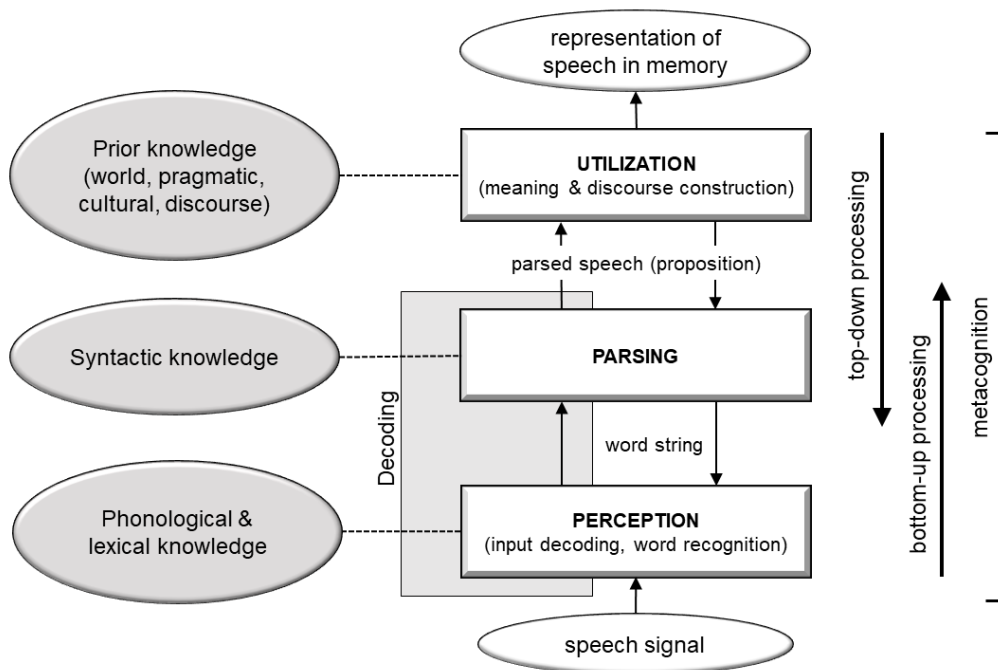 representation of
speech in memory
Prior knowledge
(world, pragmatic,
cultural, discourse)
UTILIZATION
(meaning & discourse construction)
parsed speech (proposition)
Syntactic knowledge
PARSING
Decoding
word string
Phonological &
lexical knowledge
PERCEPTION
(input decoding, word recognition)
speech signal
top-down processing
bottom-up processing
metacognition